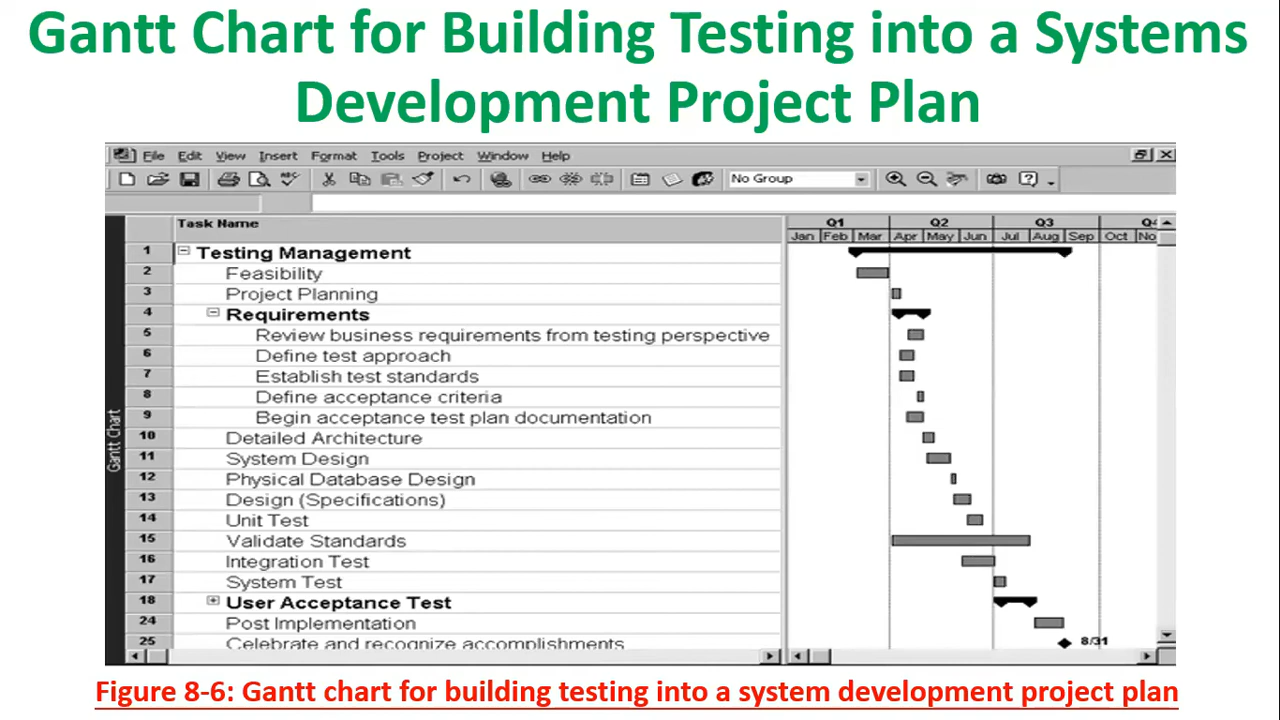 Gantt Chart for Building Testing into a Systems
Development Project Plan
File Edit View Insert Format Tools Project Window Help
No Group
Task Name
Q1 Q2 Q3
Jan Feb Mar Apr May Jun Jul Aug Sep Oct No
1 Testing Management
2 Feasibility
3 Project Planning
4 Requirements
5 Review business requirements from testing perspective
6 Define test approach
7 Establish test standards
8 Define acceptance criteria
9 Begin acceptance test plan documentation
10 Detailed Architecture
11 System Design
12 Physical Database Design
13 Design (Specifications)
14 Unit Test
15 Validate Standards
16 Integration Test
17 System Test
18 User Acceptance Test
24 Post Implementation
25 Celebrate and recognize accomplishments 8/31
Gantt Chart
Figure 8-6: Gantt chart for building testing into a system development project plan